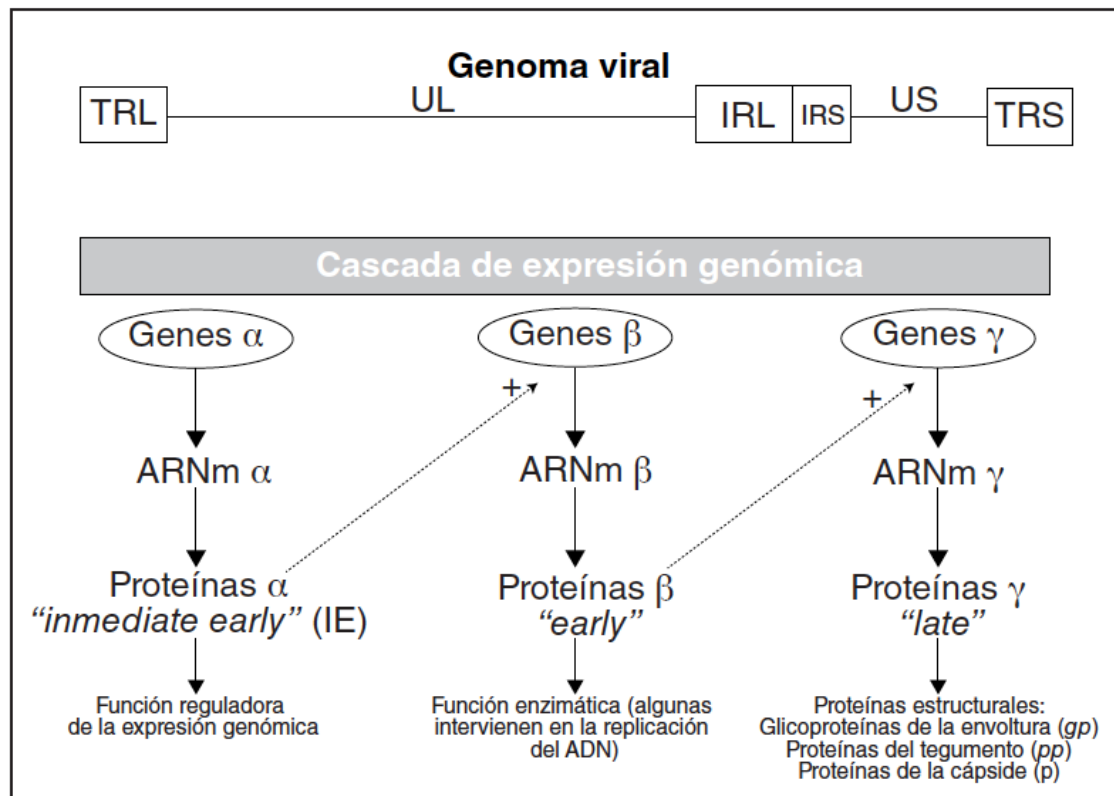 Genoma viral
TRL
UL
IRL
IRS
US
TRS
Cascada de expresión genómica
Genes α
Genes β
Genes γ
+
+
ARNm α
ARNm β
ARNm γ
Proteínas α
“inmediate early” (IE)
Proteínas β
“early”
Proteínas γ
“late”
Función reguladora
de la expresión genómica
Función enzimática (algunas
intervienen en la replicación
del ADN)
Proteínas estructurales:
Glicoproteínas de la envoltura (gp)
Proteínas del tegumento (pp)
Proteínas de la cápside (p)